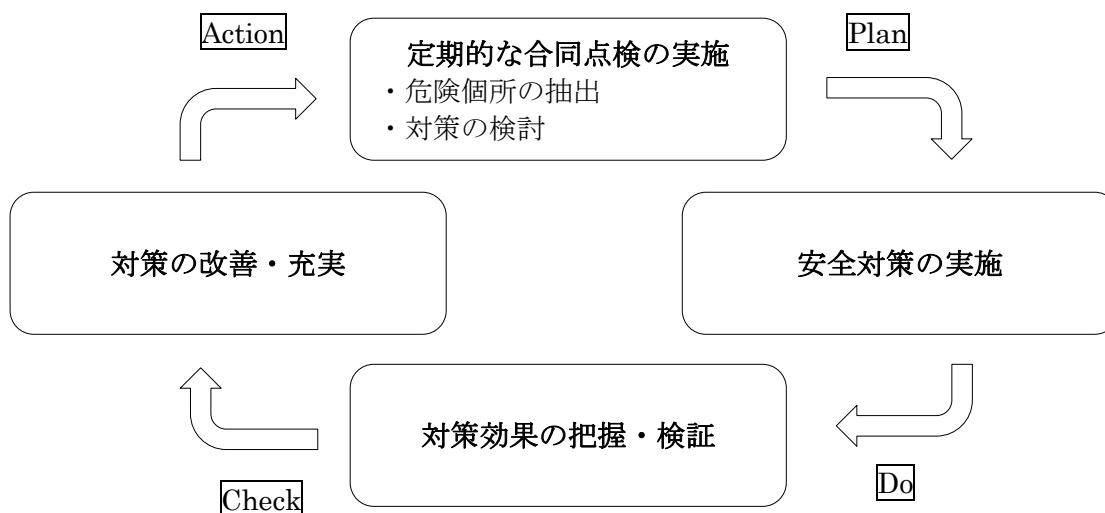 Action
Plan
定期的な合同点検の実施
・危険個所の抽出
・対策の検討
対策の改善・充実
安全対策の実施
対策効果の把握・検証
Check
Do